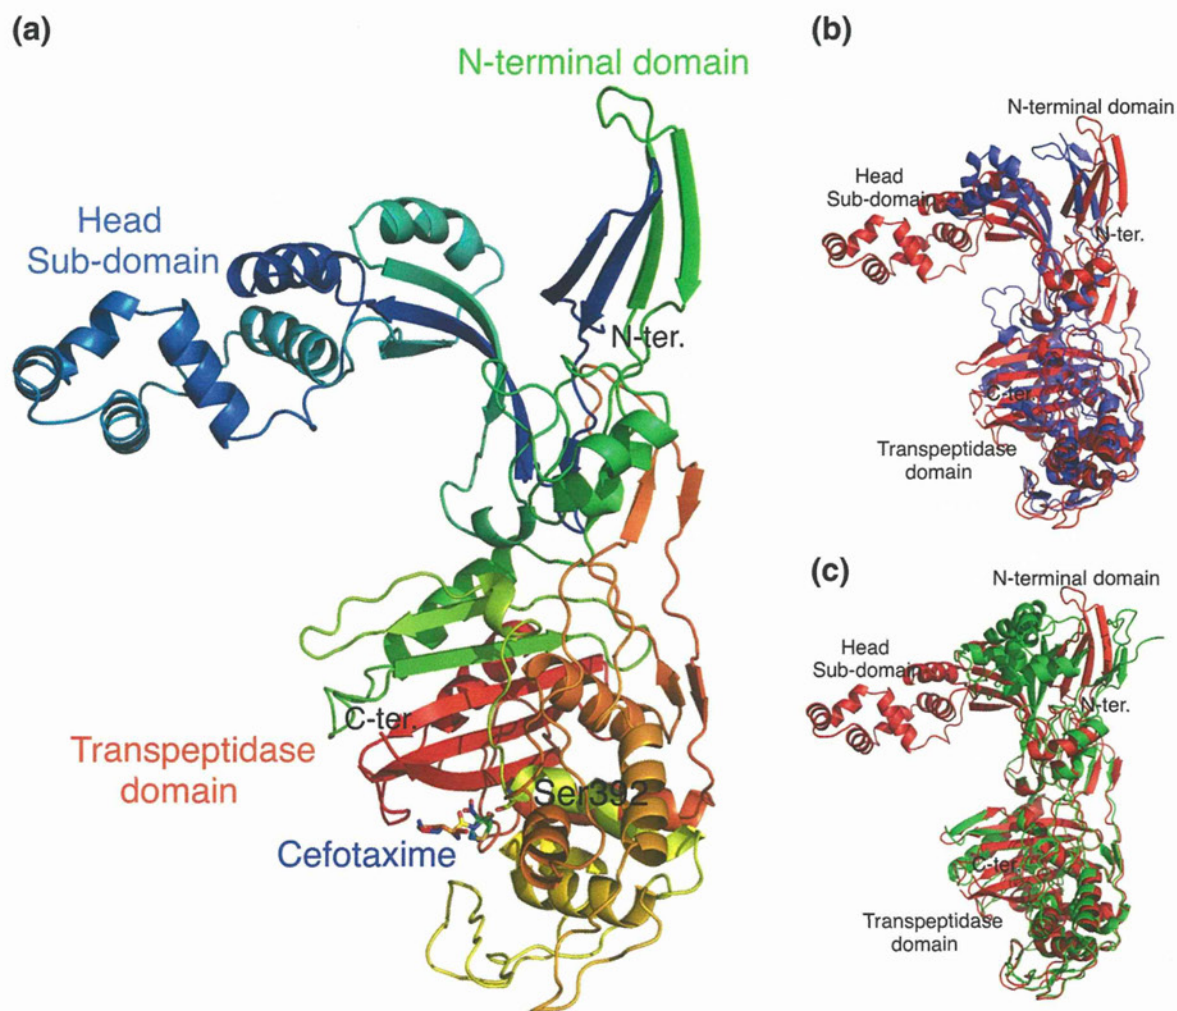 (a)
N-terminal domain
Head
Sub-domain
N-ter.
C-ter.
Transpeptidase
domain
Ser392
Cefotaxime
(b)
N-terminal domain
Head
Sub-domain
N-ter.
C-ter.
Transpeptidase
domain
(c)
N-terminal domain
Head
Sub-domain
N-ter.
C-ter.
Transpeptidase
domain